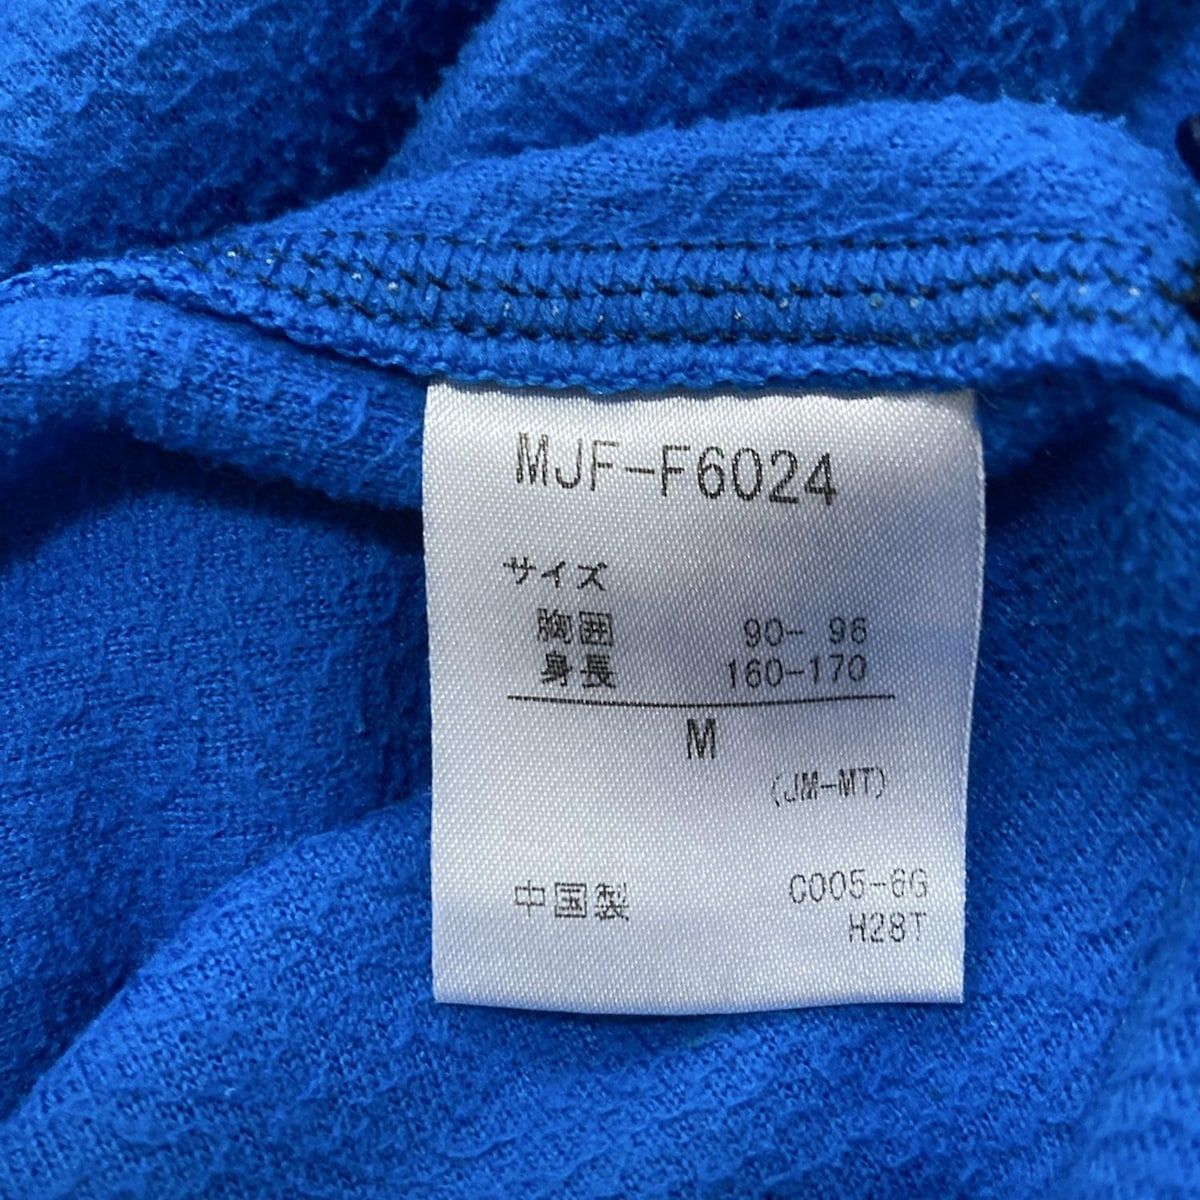 MJF-F6024
サイズ
胸囲 90- 96
身長 160-170
M
(JM-MT)
中国製 C005-6G
H28T